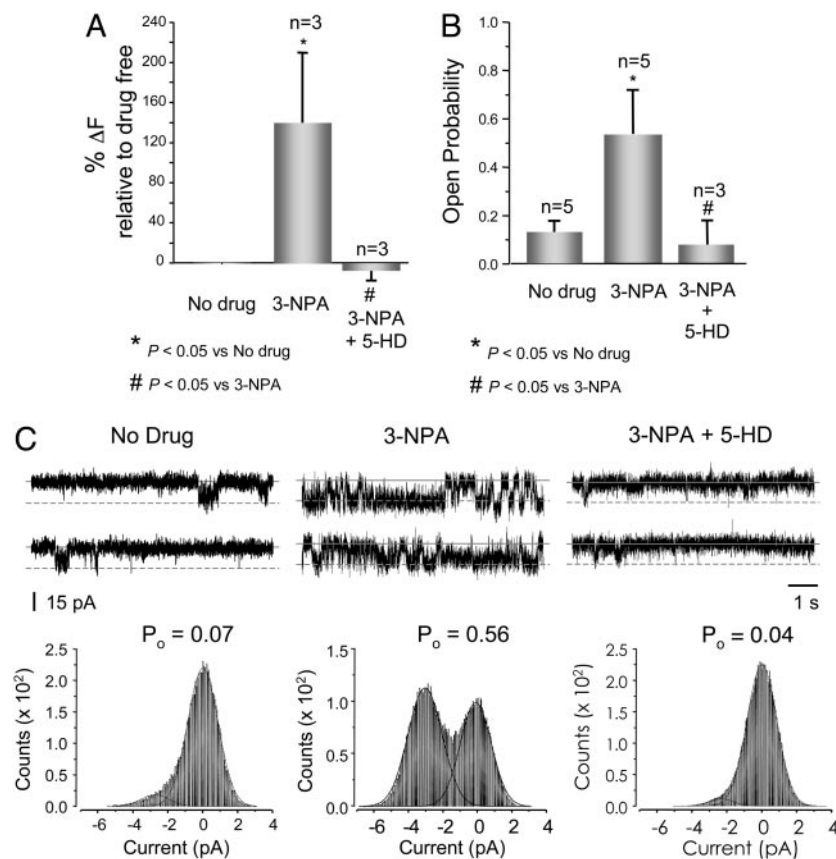 A
240
200
160
120
80
40
0
% ΔF
relative to drug free
n=3
*
n=3
#
No drug
3-NPA
3-NPA
+ 5-HD
* P < 0.05 vs No drug
# P < 0.05 vs 3-NPA
B
1.0
0.8
0.6
0.4
0.2
0.0
Open Probability
n=5
n=5
*
n=3
#
No drug
3-NPA
3-NPA
+
5-HD
* P < 0.05 vs No drug
# P < 0.05 vs 3-NPA
C
No Drug
3-NPA
3-NPA + 5-HD
15 pA
1 s
Po = 0.07
2.5
2.0
1.5
1.0
0.5
0.0
Counts (x 10²)
-6 -4 -2 0 2 4
Current (pA)
Po = 0.56
1.5
1.0
0.5
0.0
Counts (x 10²)
-6 -4 -2 0 2 4
Current (pA)
Po = 0.04
2.5
2.0
1.5
1.0
0.5
0.0
Counts (x 10²)
-6 -4 -2 0 2 4
Current (pA)